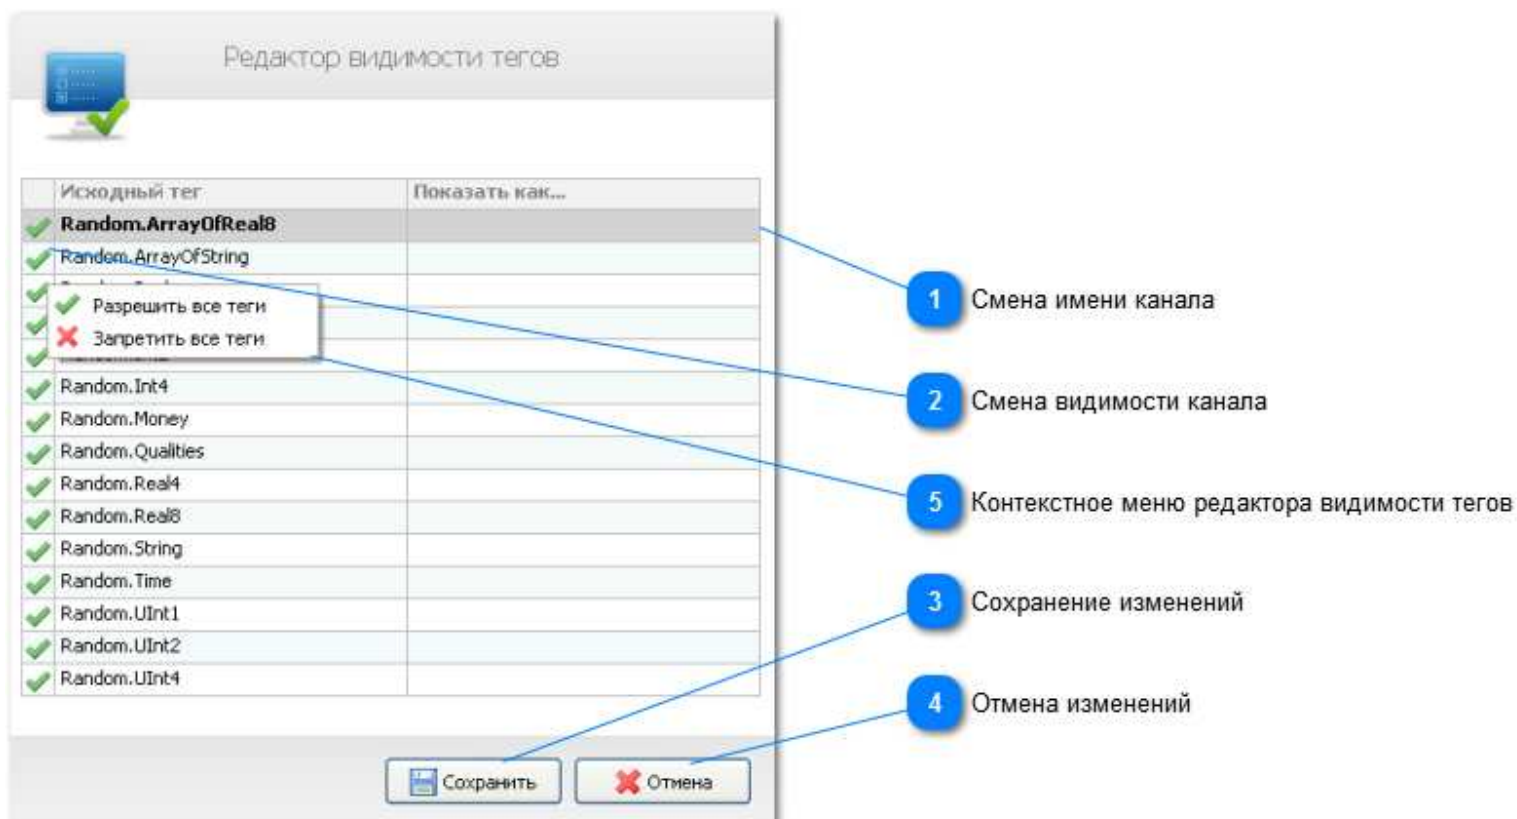 Редактор видимости тегов
Исходный тег Показать как...
Random.ArrayOfReal8
Random.ArrayOfString
Разрешить все теги
Запретить все теги
Random.Int4
Random.Money
Random.Qualities
Random.Real4
Random.Real8
Random.String
Random.Time
Random.UInt1
Random.UInt2
Random.UInt4
Сохранить Отмена
1 Смена имени канала
2 Смена видимости канала
5 Контекстное меню редактора видимости тегов
3 Сохранение изменений
4 Отмена изменений